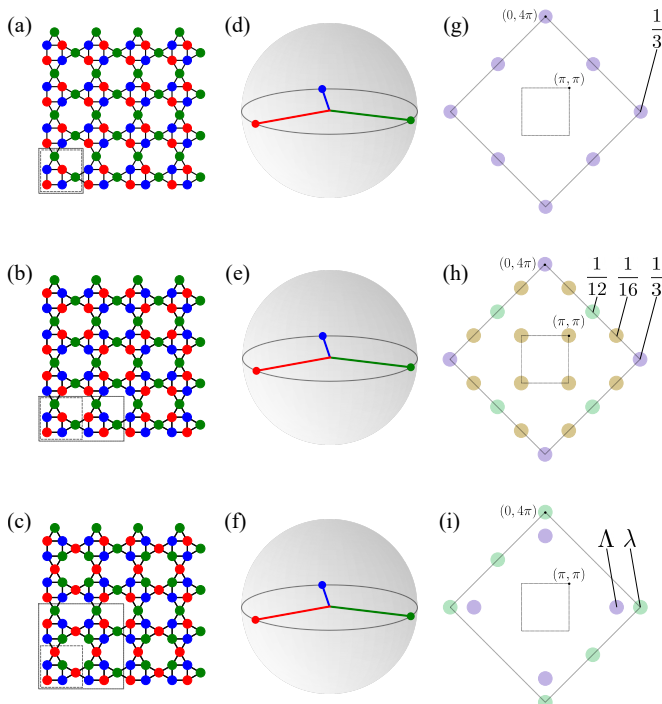 (a)
(d)
(g)
(0, 4π)
(π, π)
1/3
(b)
(e)
(h)
(0, 4π)
(π, π)
1/12
1/16
1/3
(c)
(f)
(i)
(0, 4π)
(π, π)
Λ
λ